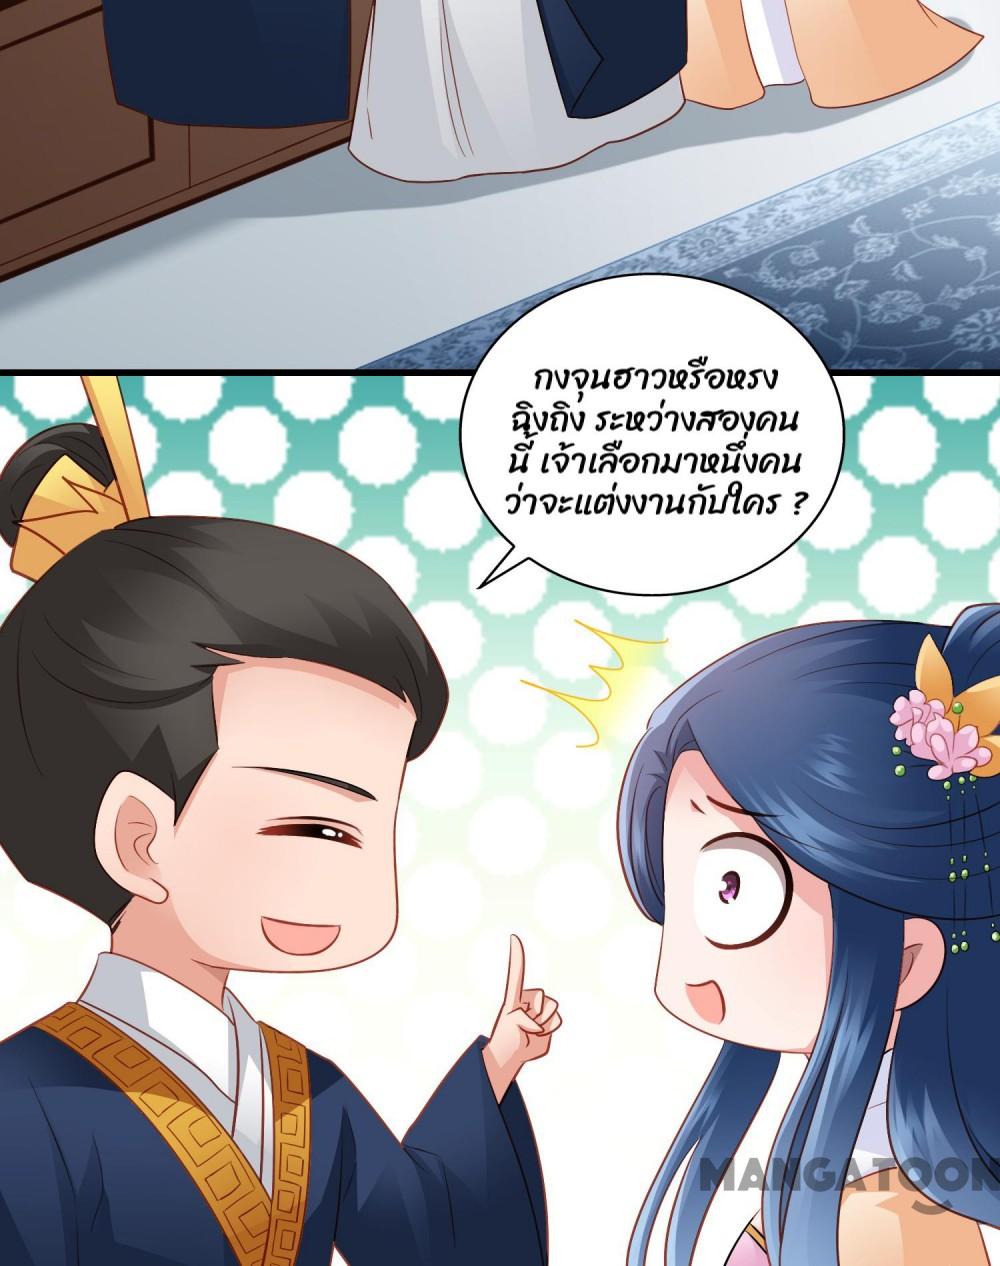 กงจุนฮาวหรือหรง
ฉิงถิง ระหว่างสองคน
นี้ เจ้าเลือกมาหนึ่งคน
ว่าจะแต่งงานกับใคร ?
MANGATOON